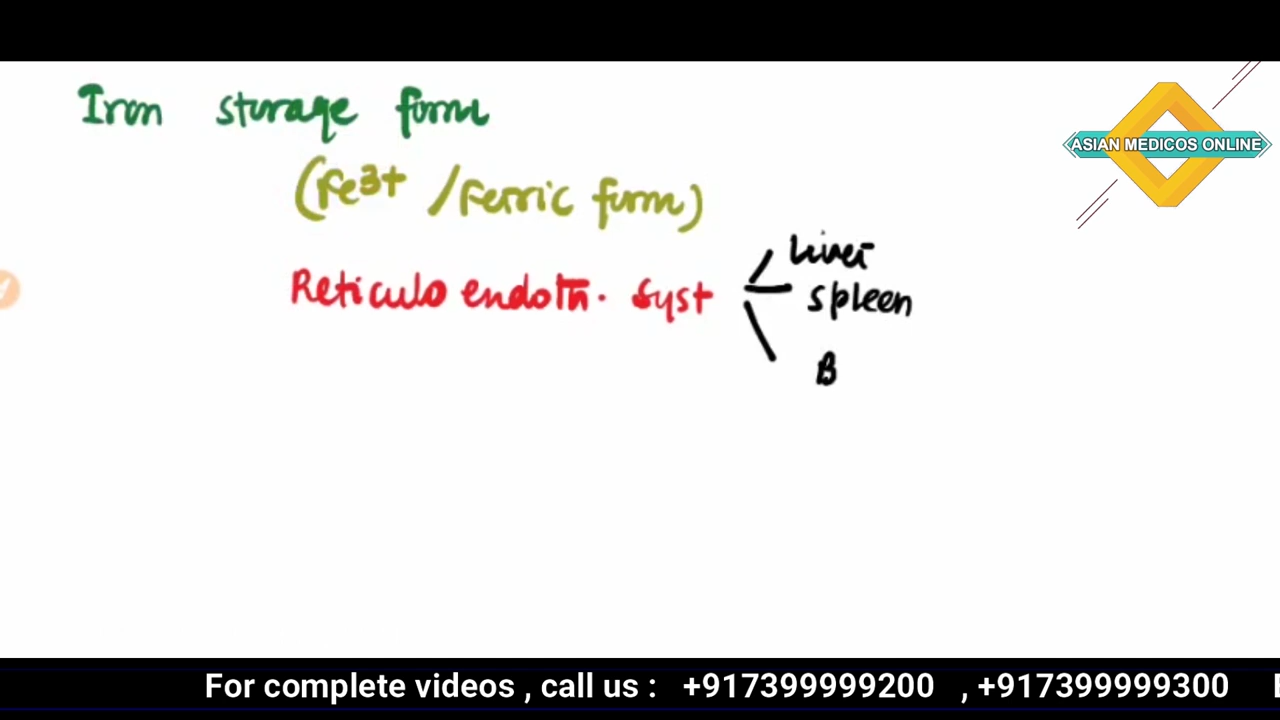 Iron storage form
ASIAN MEDICOS ONLINE
(Fe3+ / Ferric form)
Reticulo endoth. Syst
Liver
Spleen
B
For complete videos , call us : +917399999200 , +917399999300